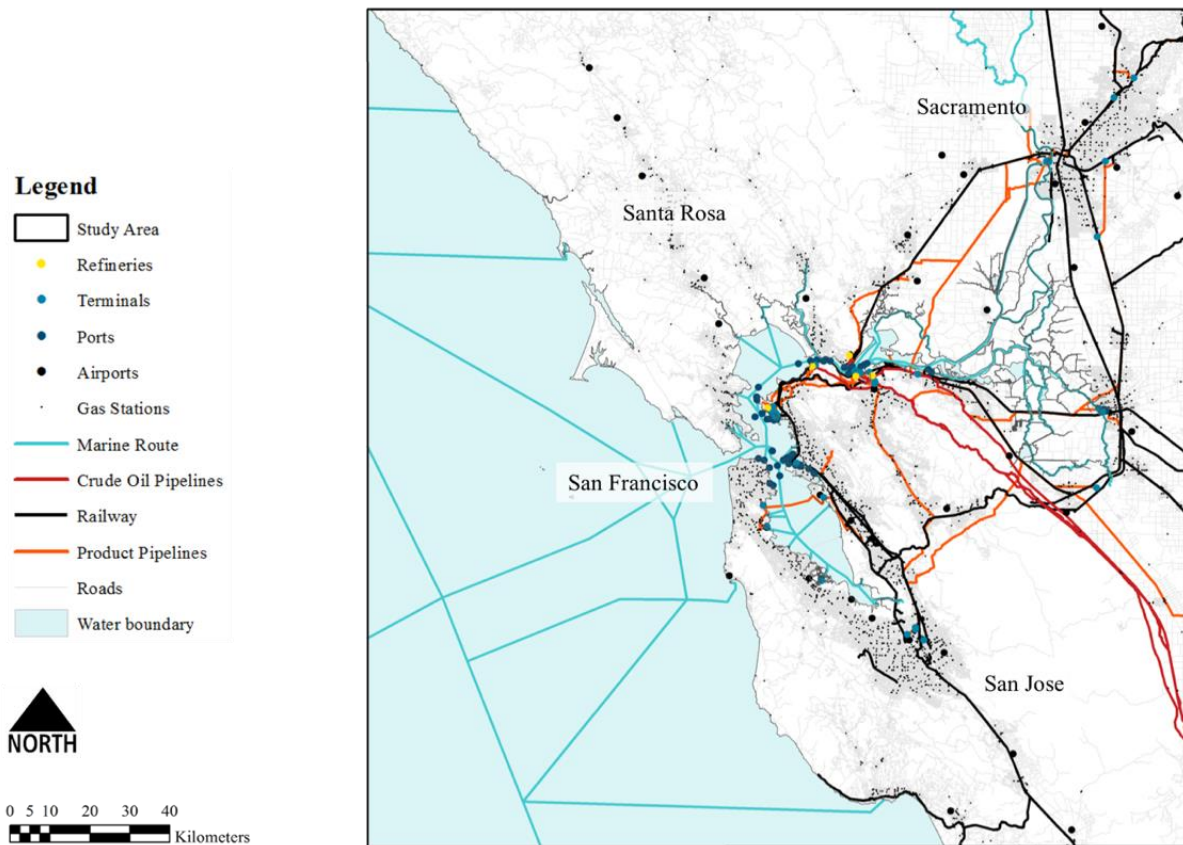 Legend
Study Area
Refineries
Terminals
Ports
Airports
Gas Stations
Marine Route
Crude Oil Pipelines
Railway
Product Pipelines
Roads
Water boundary
NORTH
0 5 10 20 30 40
Kilometers
Sacramento
Santa Rosa
San Francisco
San Jose